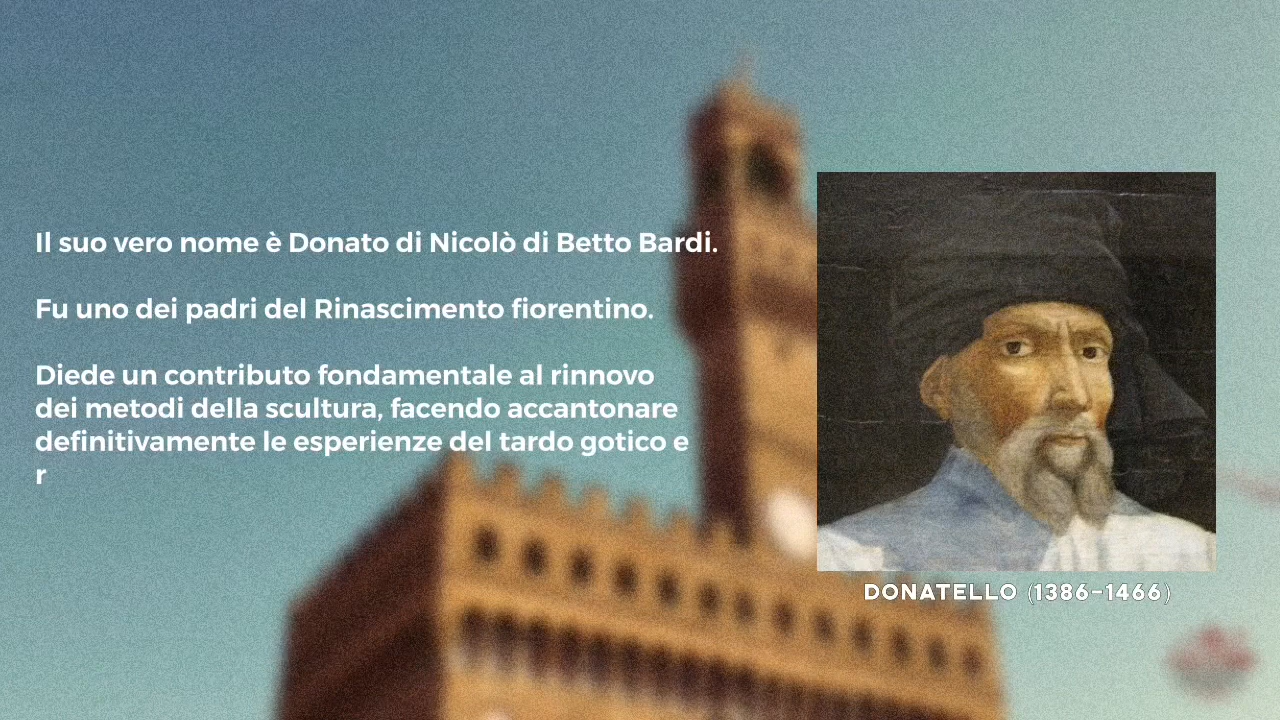 Il suo vero nome è Donato di Nicolò di Betto Bardi.
Fu uno dei padri del Rinascimento fiorentino.
Diede un contributo fondamentale al rinnovo
dei metodi della scultura, facendo accantonare
definitivamente le esperienze del tardo gotico e
r
DONATELLO (1386-1466)